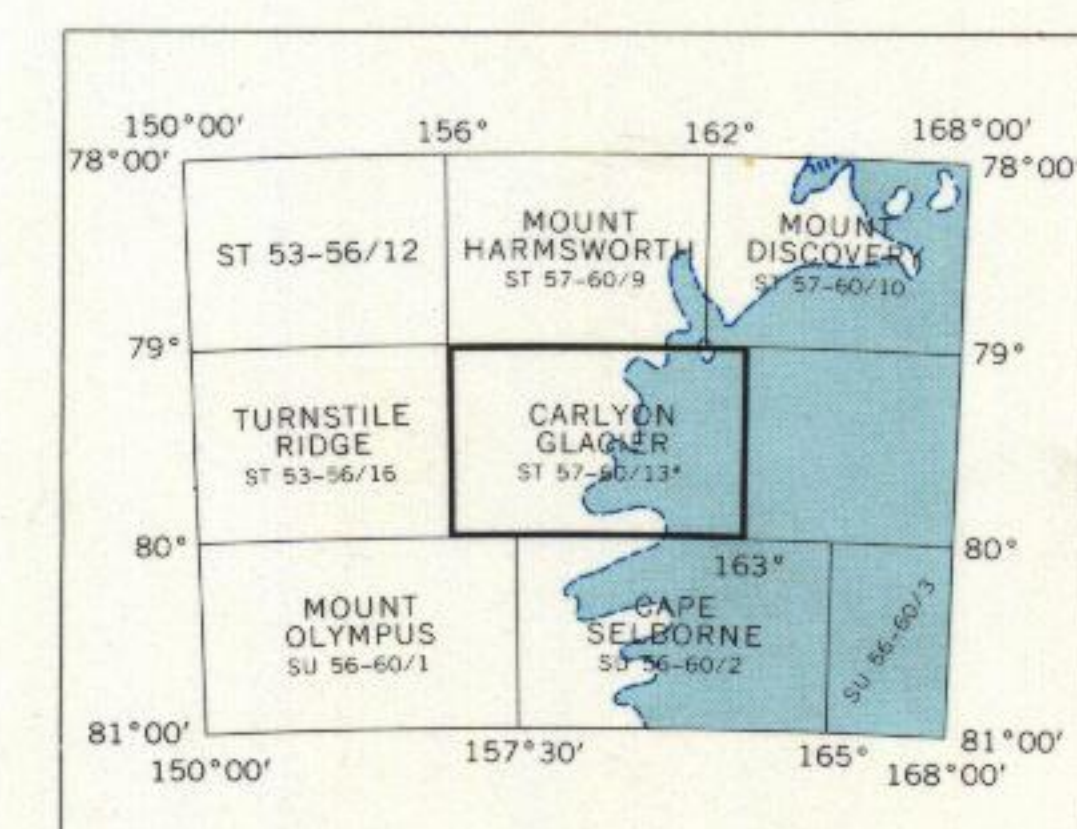 150°00'
156°
162°
168°00'
78°00'
78°00'
ST 53-56/12
MOUNT
HARMSWORTH
ST 57-60/9
MOUNT
DISCOVERY
ST 57-60/10
79°
79°
TURNSTILE
RIDGE
ST 53-56/16
CARLYON
GLACIER
ST 57-60/13*
80°
80°
163°
MOUNT
OLYMPUS
SU 56-60/1
CAPE
SELBORNE
SU 56-60/2
SU 56-60/3
81°00'
81°00'
150°00'
157°30'
165°
168°00'